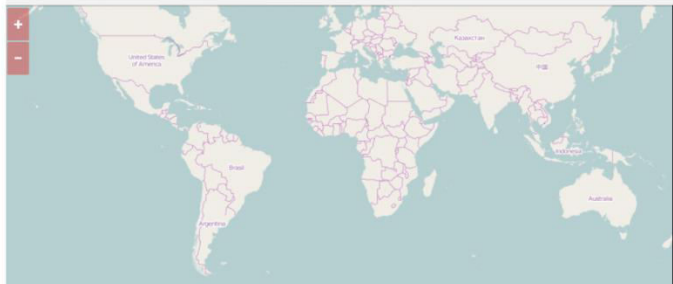 +
−
United States
of America
Казахстан
中国
Brasil
Indonesia
Argentina
Australia